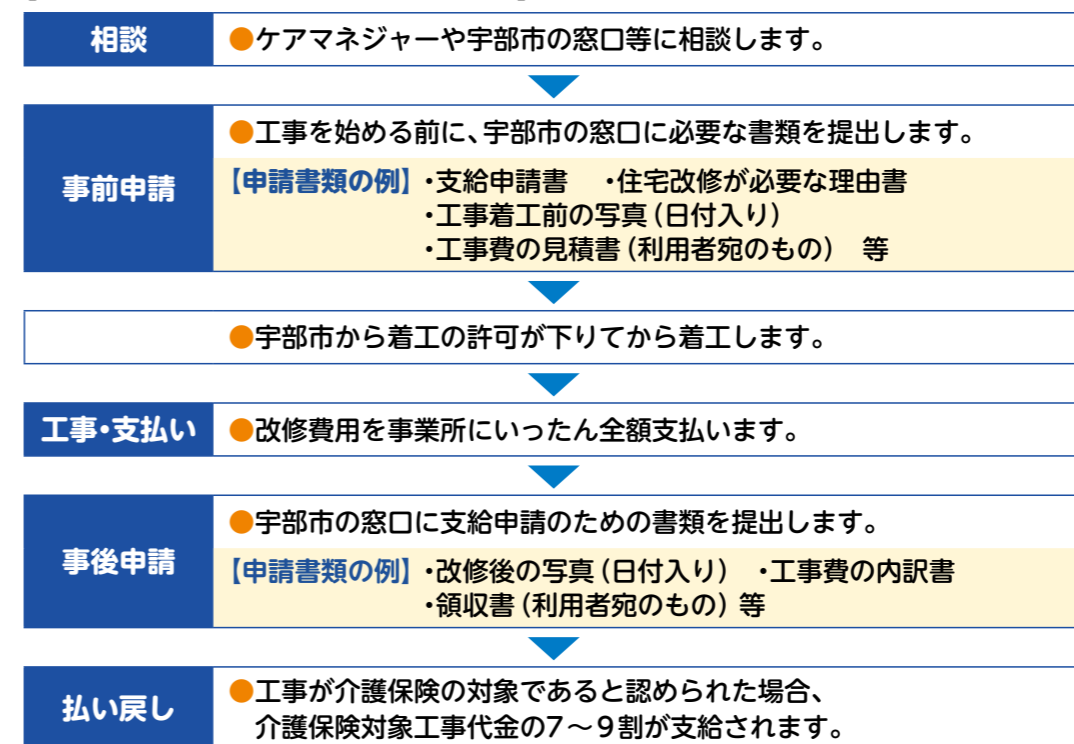 相談
●ケアマネジャーや宇部市の窓口等に相談します。
事前申請
●工事を始める前に、宇部市の窓口に必要な書類を提出します。
【申請書類の例】・支給申請書　・住宅改修が必要な理由書
・工事着工前の写真（日付入り）
・工事費の見積書（利用者宛のもの）　等
●宇部市から着工の許可が下りてから着工します。
工事・支払い
●改修費用を事業所にいったん全額支払います。
事後申請
●宇部市の窓口に支給申請のための書類を提出します。
【申請書類の例】・改修後の写真（日付入り）　・工事費の内訳書
・領収書（利用者宛のもの）等
払い戻し
●工事が介護保険の対象であると認められた場合、
介護保険対象工事代金の7～9割が支給されます。